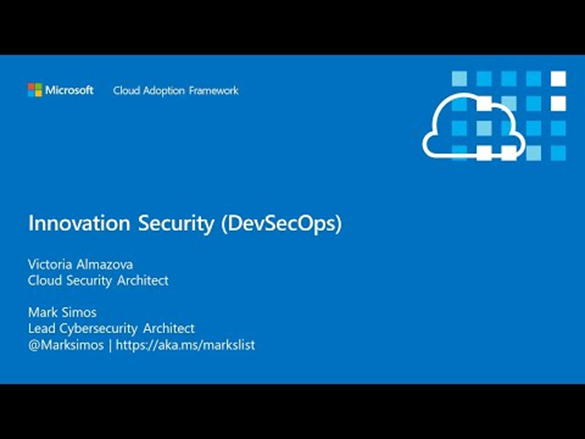 Microsoft Cloud Adoption Framework
Innovation Security (DevSecOps)
Victoria Almazova
Cloud Security Architect
Mark Simos
Lead Cybersecurity Architect
@Marksimos | https://aka.ms/markslist